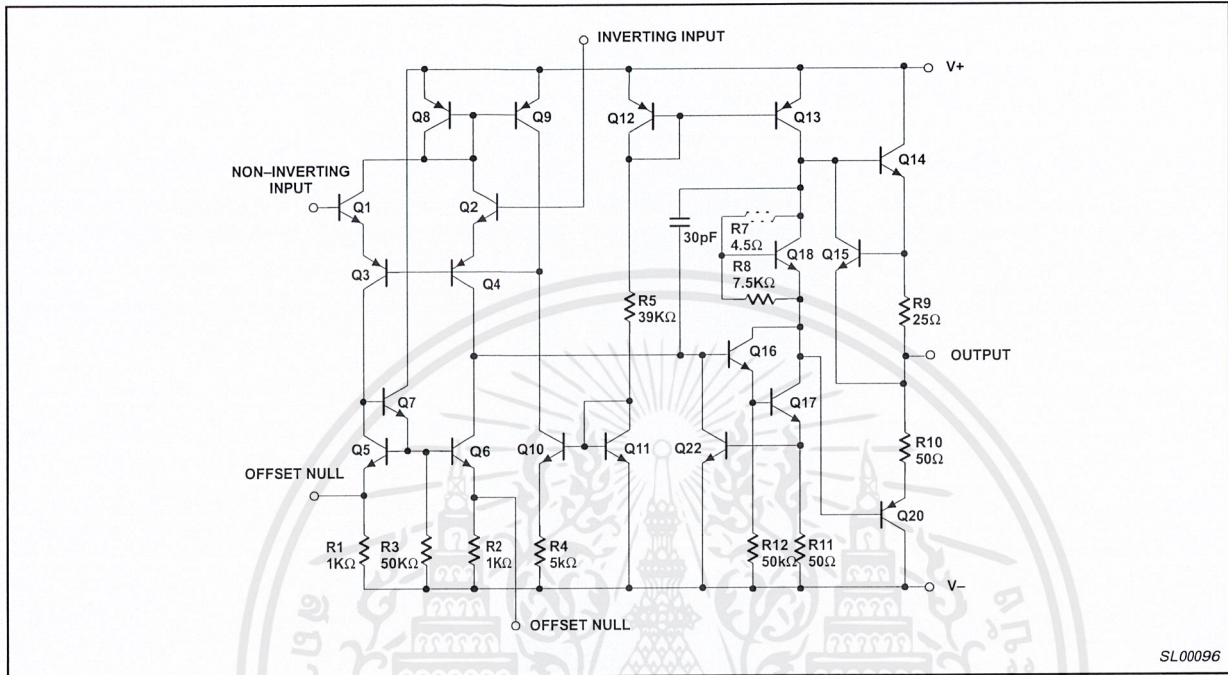 INVERTING INPUT
V+
Q8
Q9
Q12
Q13
Q14
NON–INVERTING
INPUT
Q1
Q2
30pF
R7
4.5Ω
Q18
Q15
Q3
Q4
R8
7.5KΩ
R5
39KΩ
R9
25Ω
Q16
OUTPUT
Q7
Q17
Q5
Q6
Q10
Q11
Q22
R10
50Ω
OFFSET NULL
Q20
R1
1KΩ
R3
50KΩ
R2
1KΩ
R4
5kΩ
R12
50kΩ
R11
50Ω
V–
OFFSET NULL
SL00096